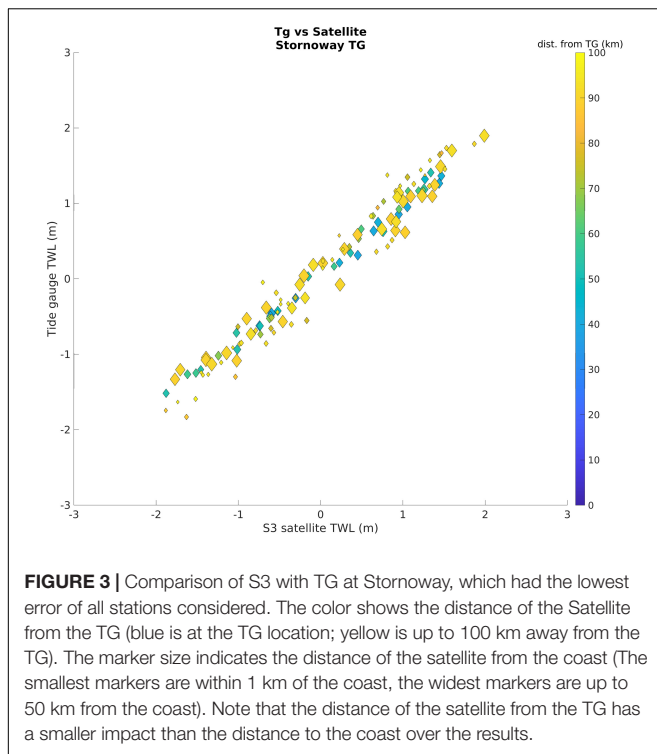 Tg vs Satellite
Stornoway TG
dist. from TG (km)
3
2
1
0
-1
-2
-3
Tide gauge TWL (m)
-3
-2
-1
0
1
2
3
S3 satellite TWL (m)
100
90
80
70
60
50
40
30
20
10
0
FIGURE 3 | Comparison of S3 with TG at Stornoway, which had the lowest
error of all stations considered. The color shows the distance of the Satellite
from the TG (blue is at the TG location; yellow is up to 100 km away from the
TG). The marker size indicates the distance of the satellite from the coast (The
smallest markers are within 1 km of the coast, the widest markers are up to
50 km from the coast). Note that the distance of the satellite from the TG has
a smaller impact than the distance to the coast over the results.